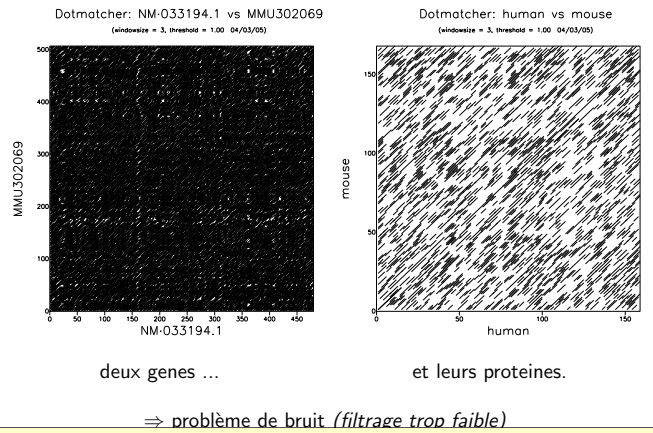 Dotmatcher: NM·033194.1 vs MMU302069
(windowsize = 3, threshold = 1.00 04/03/05)
500
400
300
200
100
0
MMU302069
0 50 100 150 200 250 300 350 400 450
NM·033194.1
Dotmatcher: human vs mouse
(windowsize = 3, threshold = 1.00 04/03/05)
150
100
50
0
mouse
0 50 100 150
human
deux genes ...
et leurs proteines.
⇒ problème de bruit (filtrage trop faible)